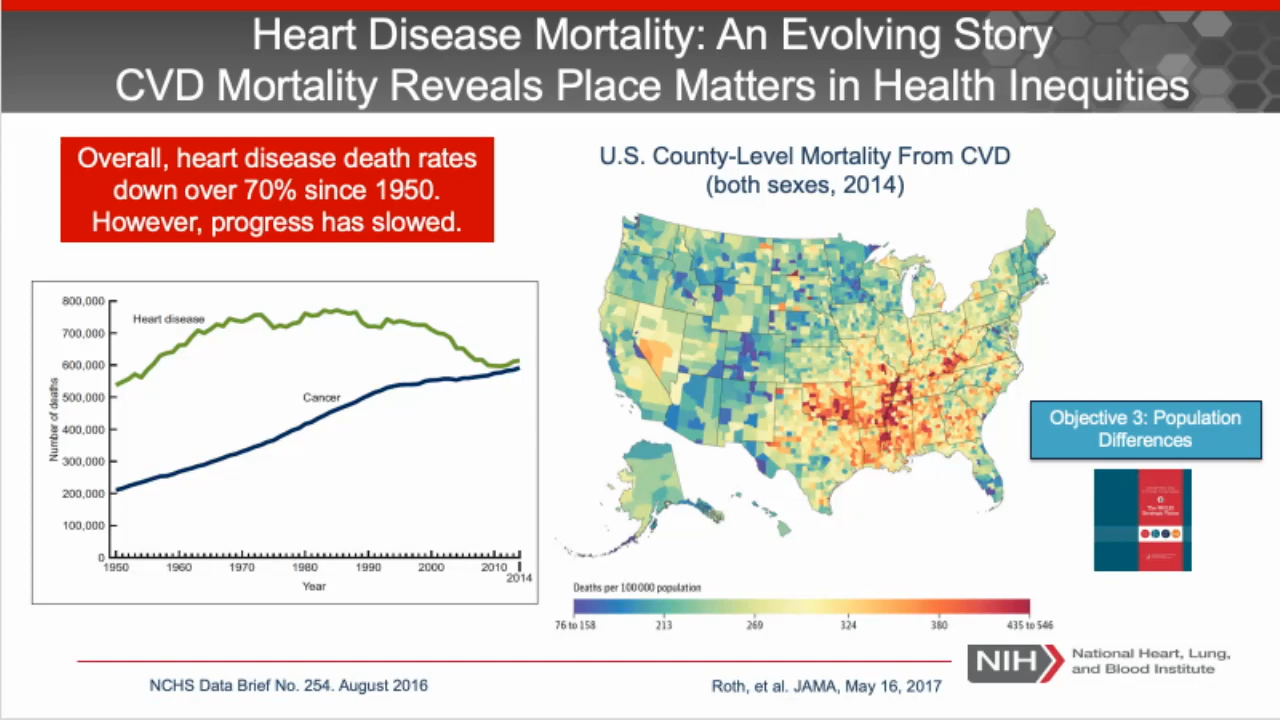 Heart Disease Mortality: An Evolving Story
CVD Mortality Reveals Place Matters in Health Inequities
Overall, heart disease death rates
down over 70% since 1950.
However, progress has slowed.
U.S. County-Level Mortality From CVD
(both sexes, 2014)
800,000
700,000
600,000
500,000
400,000
300,000
200,000
100,000
0
Number of deaths
Heart disease
Cancer
1950
1960
1970
1980
1990
2000
2010
2014
Year
Objective 3: Population
Differences
Deaths per 100 000 population
76 to 158
213
269
324
380
435 to 546
NIH
National Heart, Lung,
and Blood Institute
NCHS Data Brief No. 254. August 2016
Roth, et al. JAMA, May 16, 2017